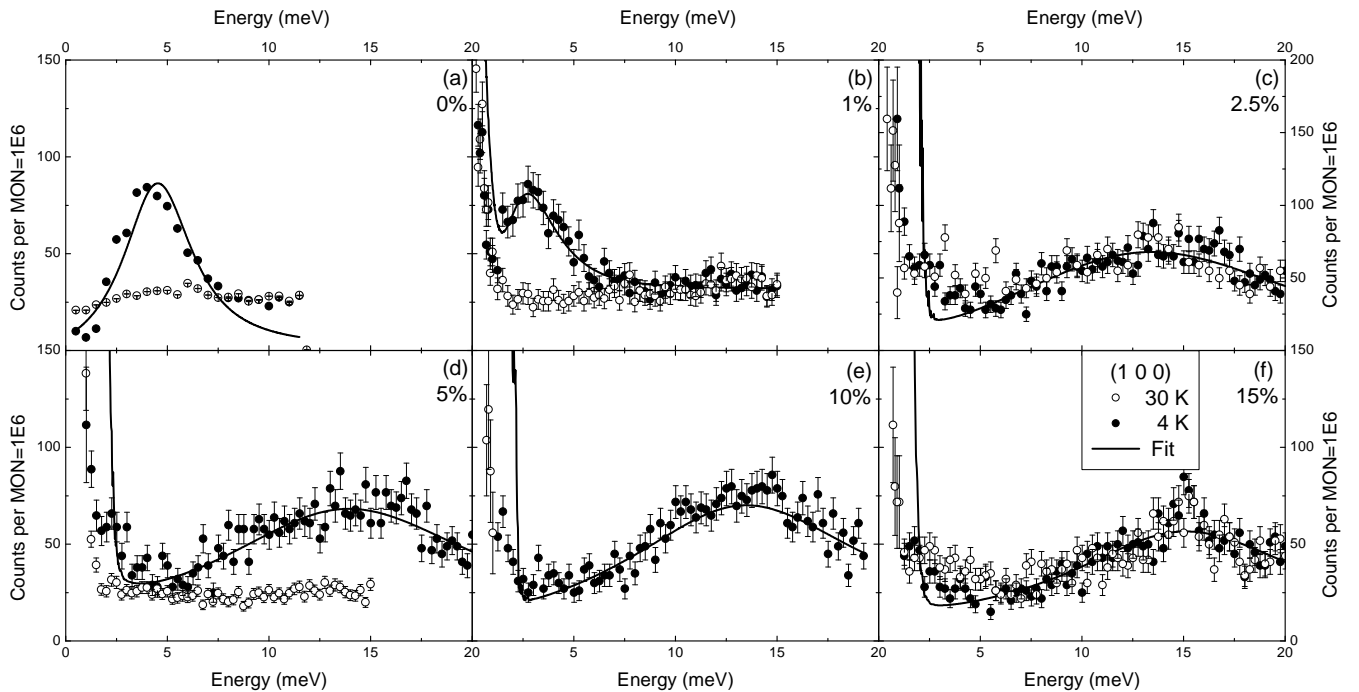 Energy (meV) Energy (meV) Energy (meV)
0 5 10 15 20 5 10 15 20 5 10 15 20
150 200
(a) (b) (c)
0% 1% 2.5%
100 150
100
50 50
150 150
Counts per MON=1E6 Counts per MON=1E6
(d) (e) (f)
5% 10% 15%
(1 0 0)
30 K
4 K
Fit
100 100
50 50
0 0
Counts per MON=1E6 Counts per MON=1E6
0 5 10 15 20 5 10 15 20 5 10 15 20
Energy (meV) Energy (meV) Energy (meV)